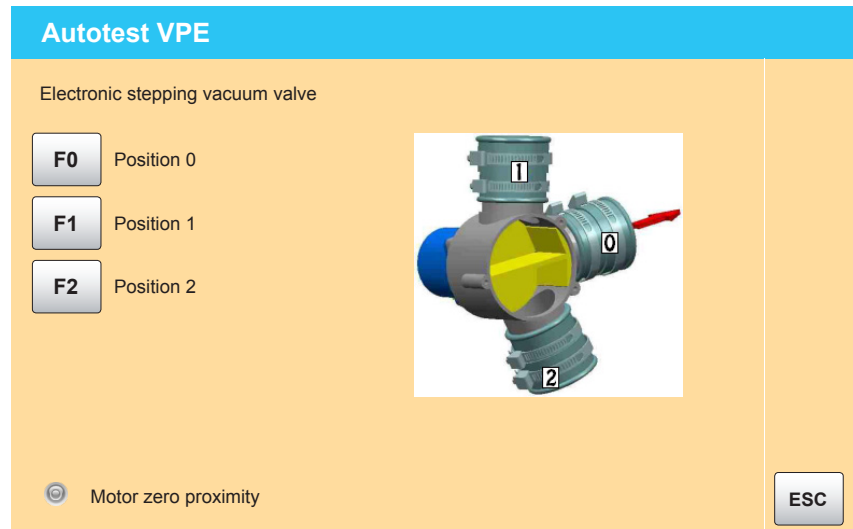 Autotest VPE
Electronic stepping vacuum valve
F0 Position 0
F1 Position 1
F2 Position 2
1
0
2
Motor zero proximity
ESC